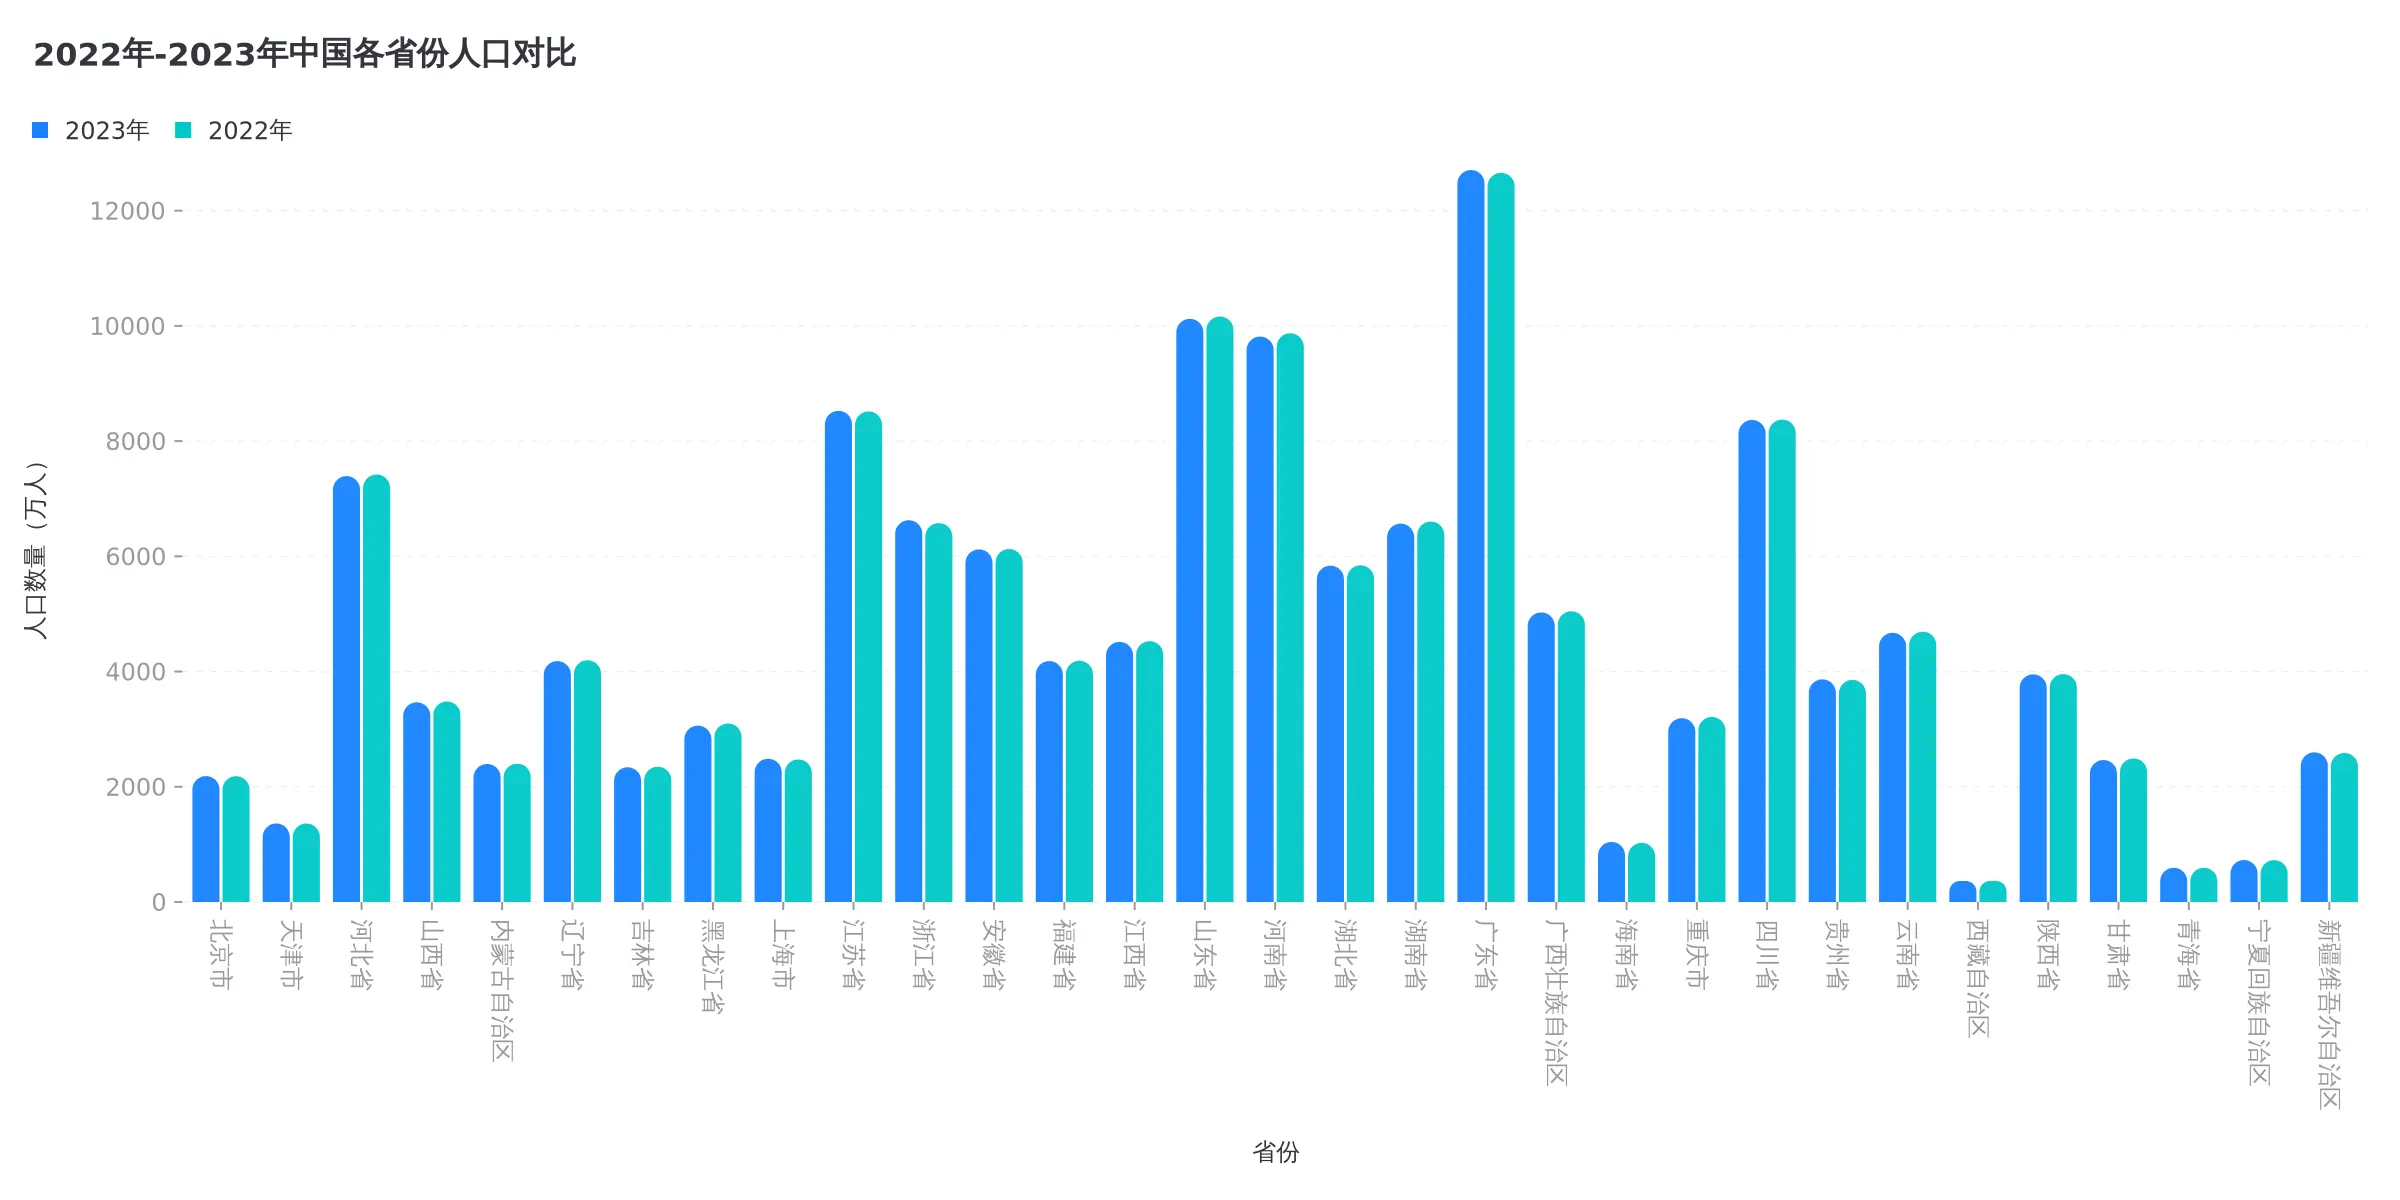 2022年-2023年中国各省份人口对比
2023年
2022年
人口数量（万人）
12000
10000
8000
6000
4000
2000
0
北京市
天津市
河北省
山西省
内蒙古自治区
辽宁省
吉林省
黑龙江省
上海市
江苏省
浙江省
安徽省
福建省
江西省
山东省
河南省
湖北省
湖南省
广东省
广西壮族自治区
海南省
重庆市
四川省
贵州省
云南省
西藏自治区
陕西省
甘肃省
青海省
宁夏回族自治区
新疆维吾尔自治区
省份